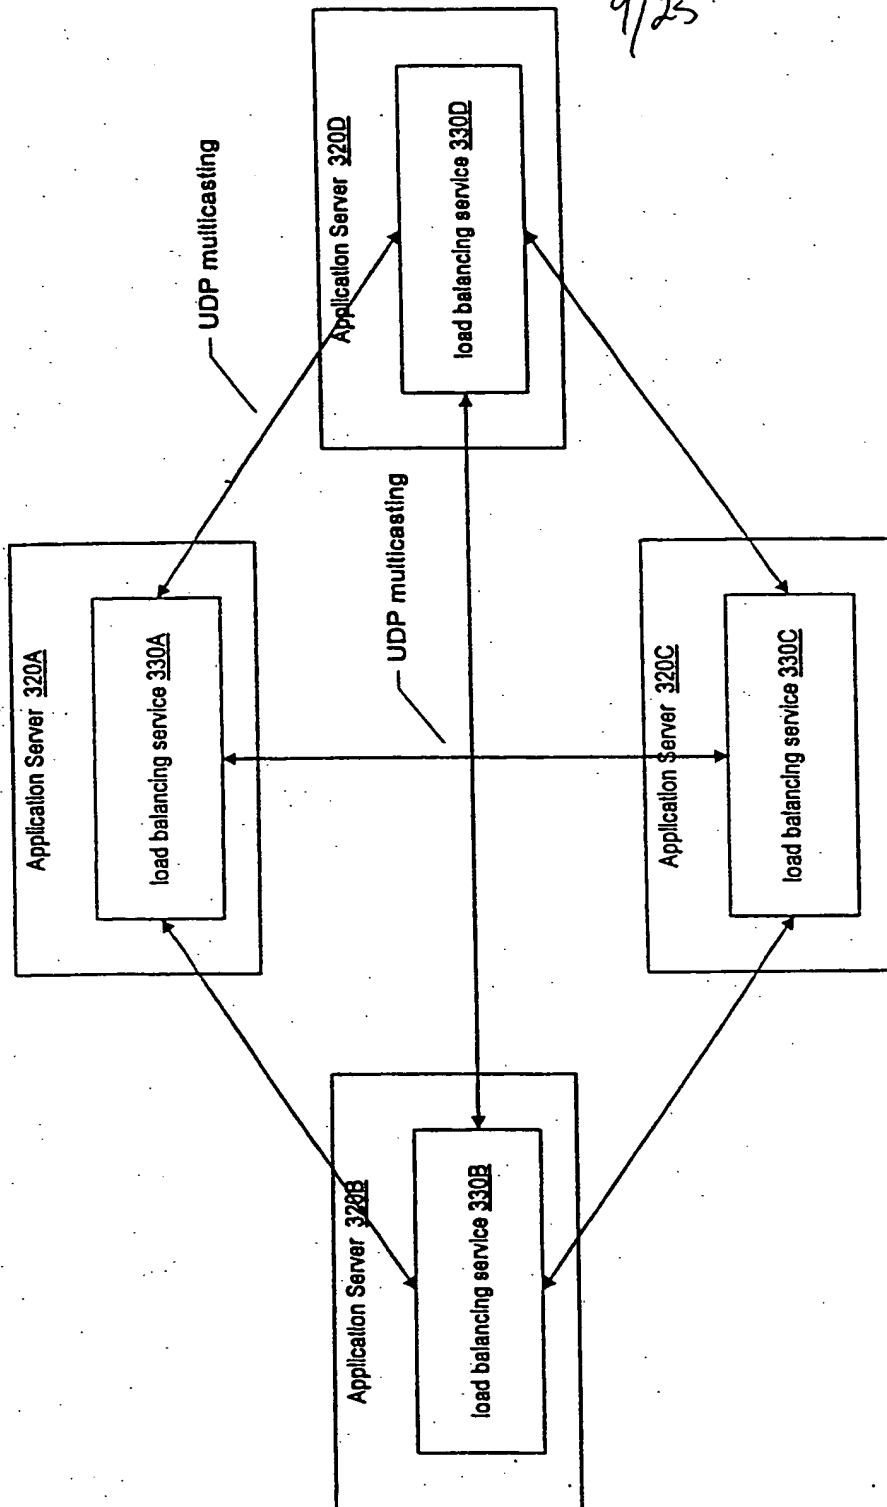 9/25
Application Server 320A
load balancing service 330A
UDP multicasting
UDP multicasting
Application Server 320B
load balancing service 330B
Application Server 320D
load balancing service 330D
Application Server 320C
load balancing service 330C